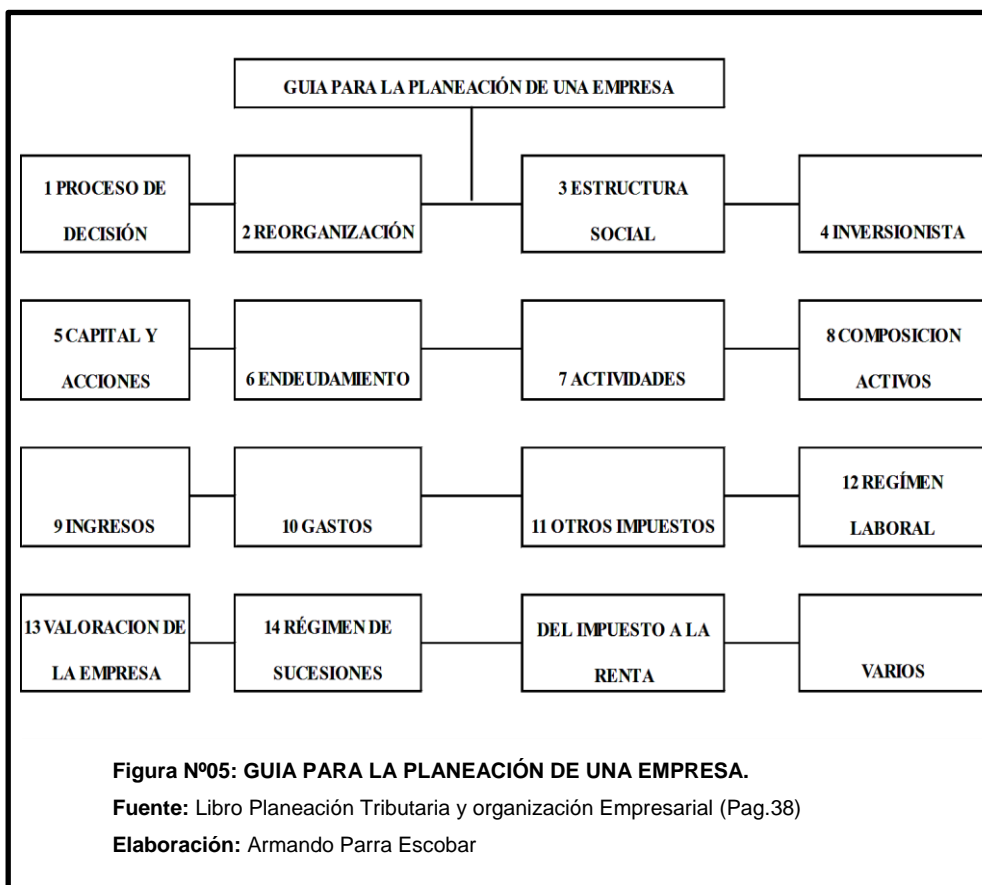 GUIA PARA LA PLANEACIÓN DE UNA EMPRESA
1 PROCESO DE
DECISIÓN
2 REORGANIZACIÓN
3 ESTRUCTURA
SOCIAL
4 INVERSIONISTA
5 CAPITAL Y
ACCIONES
6 ENDEUDAMIENTO
7 ACTIVIDADES
8 COMPOSICION
ACTIVOS
9 INGRESOS
10 GASTOS
11 OTROS IMPUESTOS
12 REGÍMEN
LABORAL
13 VALORACION DE
LA EMPRESA
14 RÉGIMEN DE
SUCESIONES
DEL IMPUESTO A LA
RENTA
VARIOS
Figura Nº05: GUIA PARA LA PLANEACIÓN DE UNA EMPRESA.
Fuente: Libro Planeación Tributaria y organización Empresarial (Pag.38)
Elaboración: Armando Parra Escobar